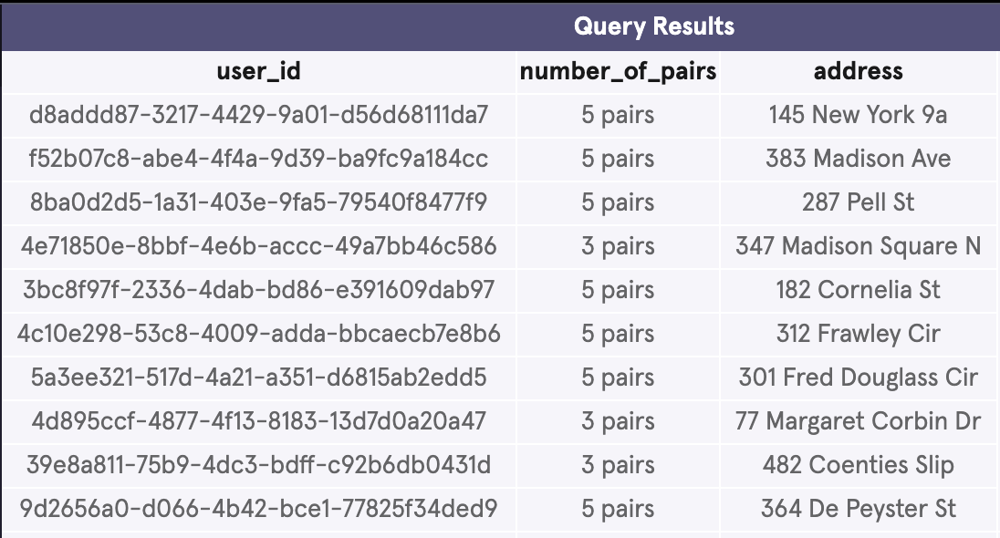 Query Results
user_id number_of_pairs address
d8addd87-3217-4429-9a01-d56d68111da7 5 pairs 145 New York 9a
f52b07c8-abe4-4f4a-9d39-ba9fc9a184cc 5 pairs 383 Madison Ave
8ba0d2d5-1a31-403e-9fa5-79540f8477f9 5 pairs 287 Pell St
4e71850e-8bbf-4e6b-accc-49a7bb46c586 3 pairs 347 Madison Square N
3bc8f97f-2336-4dab-bd86-e391609dab97 5 pairs 182 Cornelia St
4c10e298-53c8-4009-adda-bbcaecb7e8b6 5 pairs 312 Frawley Cir
5a3ee321-517d-4a21-a351-d6815ab2edd5 5 pairs 301 Fred Douglass Cir
4d895ccf-4877-4f13-8183-13d7d0a20a47 3 pairs 77 Margaret Corbin Dr
39e8a811-75b9-4dc3-bdff-c92b6db0431d 3 pairs 482 Coenties Slip
9d2656a0-d066-4b42-bce1-77825f34ded9 5 pairs 364 De Peyster St